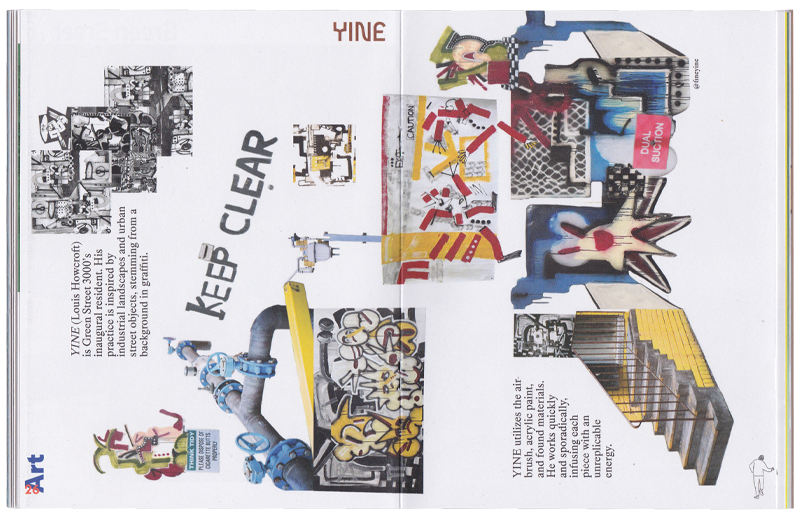 YINE
YINE (Louis Howcroft)
is Green Street 3000's
inaugural resident. His
practice is inspired by
industrial landscapes and urban
street objects, stemming from a
background in graffiti.
KEEP CLEAR
CAUTION
DUAL
SUCTION
@fineyine
THINK TIDY
PLEASE DISPOSE OF
CIGARETTE BUTTS
PROPERLY
YINE utilizes the air-
brush, acrylic paint,
and found materials.
He works quickly
and sporadically,
infusing each
piece with an
unreplicable
energy.
Art
26